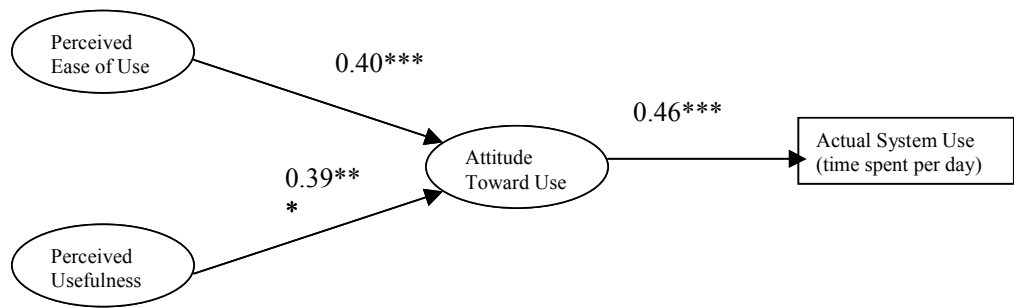 Perceived
Ease of Use
0.40***
0.46***
Actual System Use
(time spent per day)
Attitude
Toward Use
0.39**
*
Perceived
Usefulness